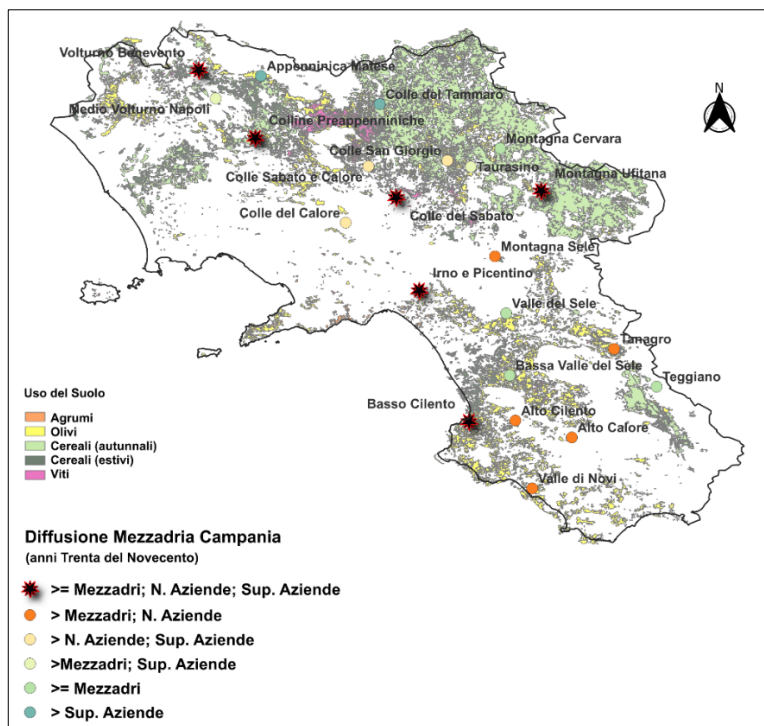 N
Volturno Benevento
Appenninica Matese
Medio Volturno Napoli
Colle del Tammaro
Colline Preappenniniche
Montagna Cervara
Colle San Giorgio
Taurasino
Montagna Ufitana
Colle Sabato e Calore
Colle del Calore
Colle del Sabato
Montagna Sele
Irno e Picentino
Valle del Sele
Tanagro
Bassa Valle del Sele
Teggiano
Basso Cilento
Alto Cilento
Alto Calore
Valle di Novi
Uso del Suolo
Agrumi
Olivi
Cereali (autunnali)
Cereali (estivi)
Viti
Diffusione Mezzadria Campania
(anni Trenta del Novecento)
>= Mezzadri; N. Aziende; Sup. Aziende
> Mezzadri; N. Aziende
> N. Aziende; Sup. Aziende
>Mezzadri; Sup. Aziende
>= Mezzadri
> Sup. Aziende